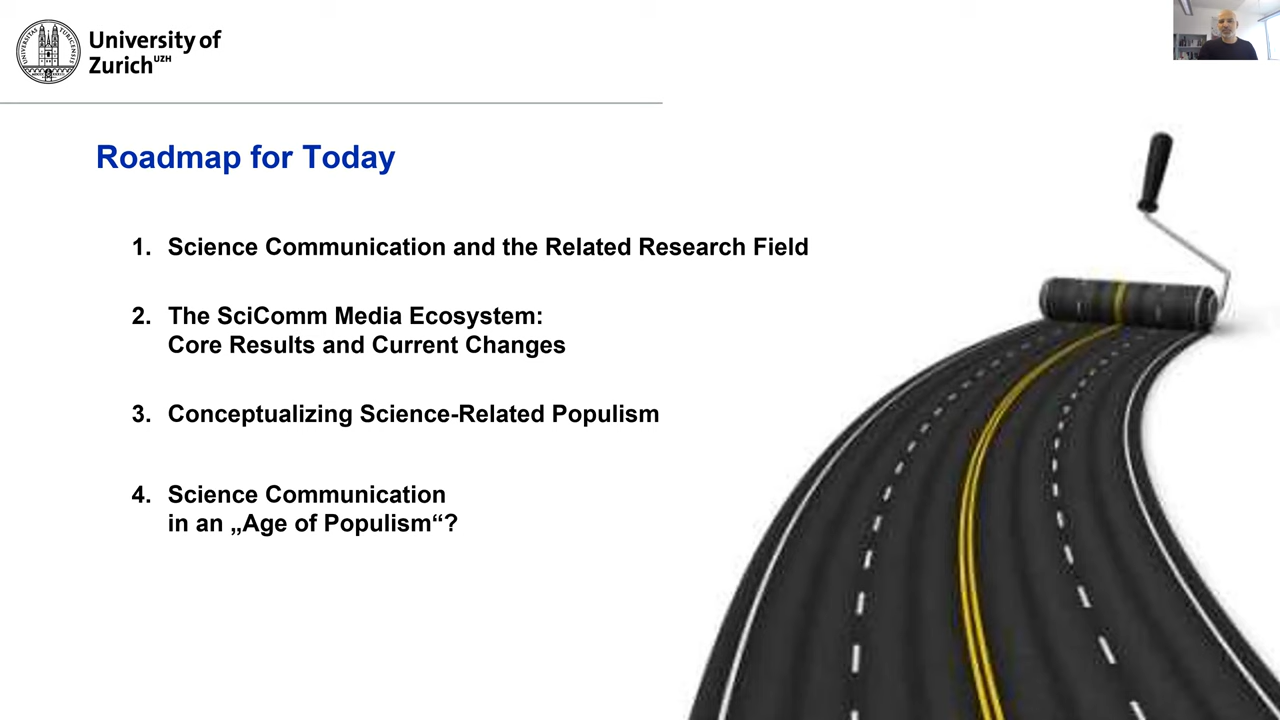 University of
Zurich UZH
Roadmap for Today
1. Science Communication and the Related Research Field
2. The SciComm Media Ecosystem:
Core Results and Current Changes
3. Conceptualizing Science-Related Populism
4. Science Communication
in an „Age of Populism“?